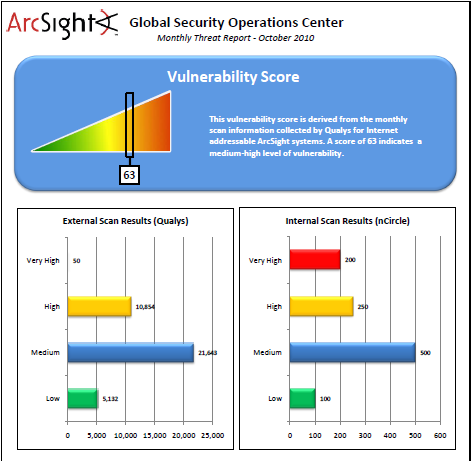 ArcSight
Global Security Operations Center
Monthly Threat Report - October 2010
Vulnerability Score
This vulnerability score is derived from the monthly
scan information collected by Qualys for Internet
addressable ArcSight systems. A score of 63 indicates a
medium-high level of vulnerability.
63
External Scan Results (Qualys)
Very High
50
High
10,854
Medium
21,643
Low
5,132
0 5,000 10,000 15,000 20,000 25,000
Internal Scan Results (nCircle)
Very High
200
High
250
Medium
500
Low
100
0 100 200 300 400 500 600